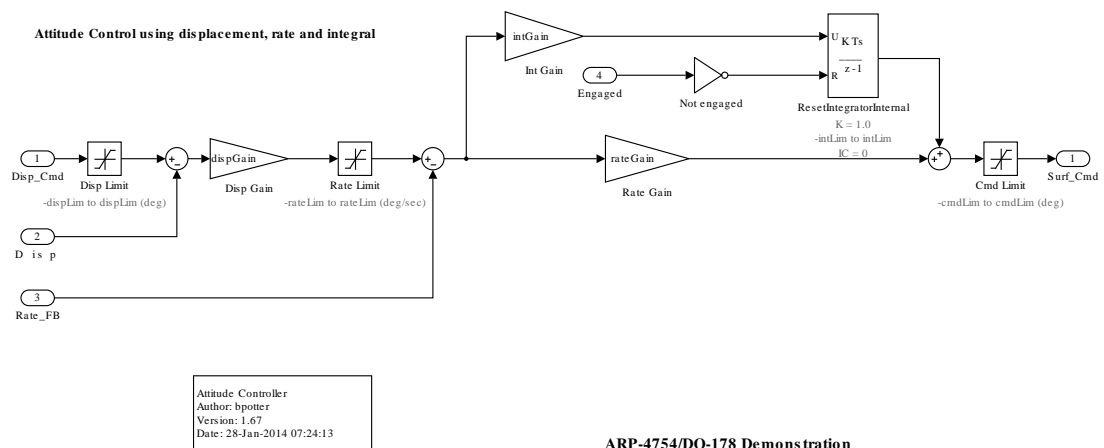 Attitude Control using displacement, rate and integral
intGain
Int Gain
4
Engaged
Not engaged
U
R
K Ts
z - 1
ResetIntegratorInternal
K = 1.0
-intLim to intLim
IC = 0
1
Disp_Cmd
Disp Limit
-dispLim to dispLim (deg)
dispGain
Disp Gain
Rate Limit
-rateLim to rateLim (deg/sec)
rateGain
Rate Gain
Cmd Limit
-cmdLim to cmdLim (deg)
1
Surf_Cmd
2
D is p
3
Rate_FB
Attitude Controller
Author: bpotter
Version: 1.67
Date: 28-Jan-2014 07:24:13
ARP-4754/DO-178 Demonstration